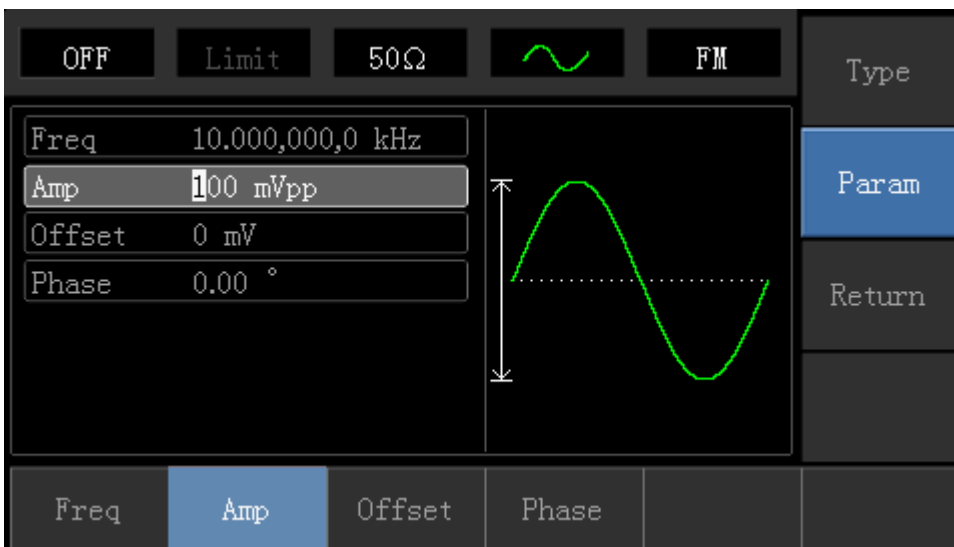 OFF Limit 50Ω FM
Type
Freq 10.000,000,0 kHz
Amp 100 mVpp
Param
Offset 0 mV
Phase 0.00 °
Return
Freq Amp Offset Phase